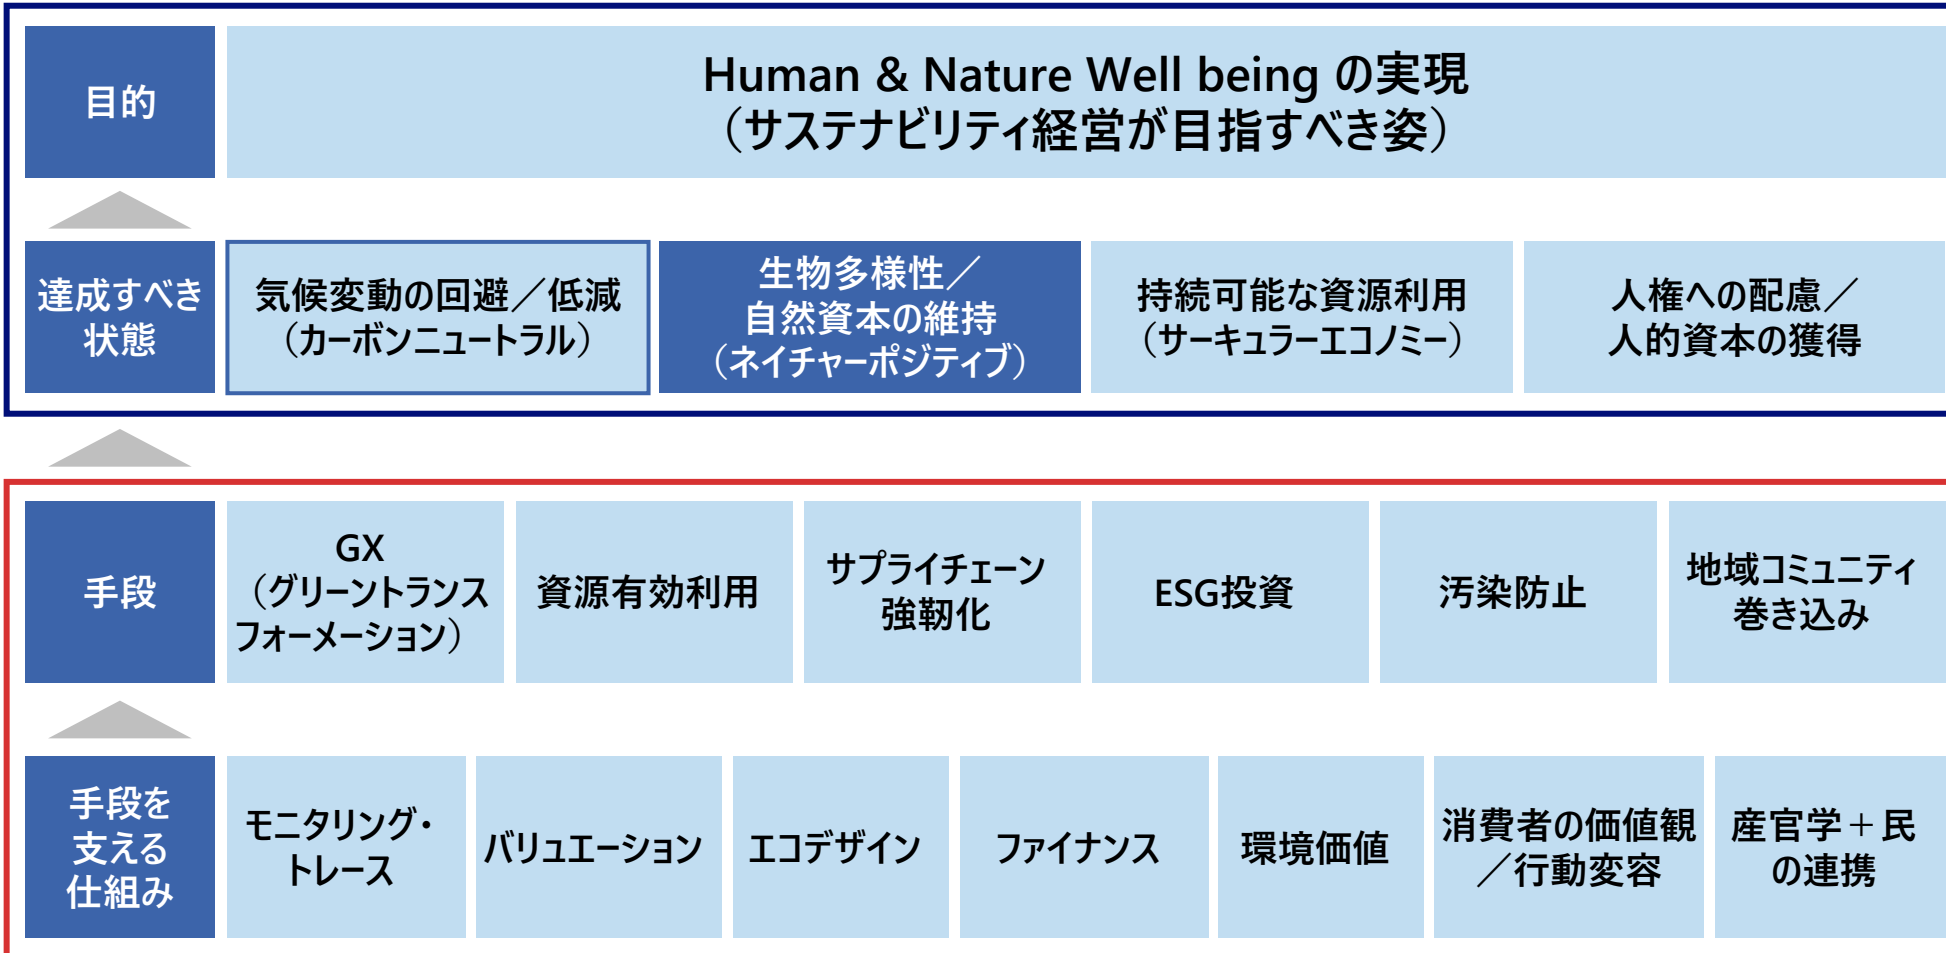 目的
Human & Nature Well being の実現
（サステナビリティ経営が目指すべき姿）
達成すべき
状態
気候変動の回避／低減
（カーボンニュートラル）
生物多様性／
自然資本の維持
（ネイチャーポジティブ）
持続可能な資源利用
（サーキュラーエコノミー）
人権への配慮／
人的資本の獲得
手段
GX
（グリーントランス
フォーメーション）
資源有効利用
サプライチェーン
強靭化
ESG投資
汚染防止
地域コミュニティ
巻き込み
手段を
支える
仕組み
モニタリング・
トレース
バリュエーション
エコデザイン
ファイナンス
環境価値
消費者の価値観
／行動変容
産官学＋民
の連携